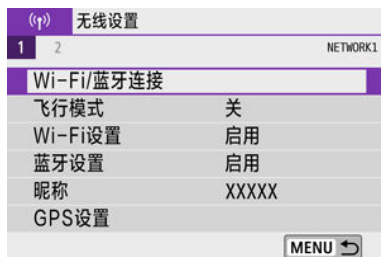 无线设置
1 2 NETWORK1
Wi-Fi/蓝牙连接
飞行模式 关
Wi-Fi设置 启用
蓝牙设置 启用
昵称 XXXXX
GPS设置
MENU